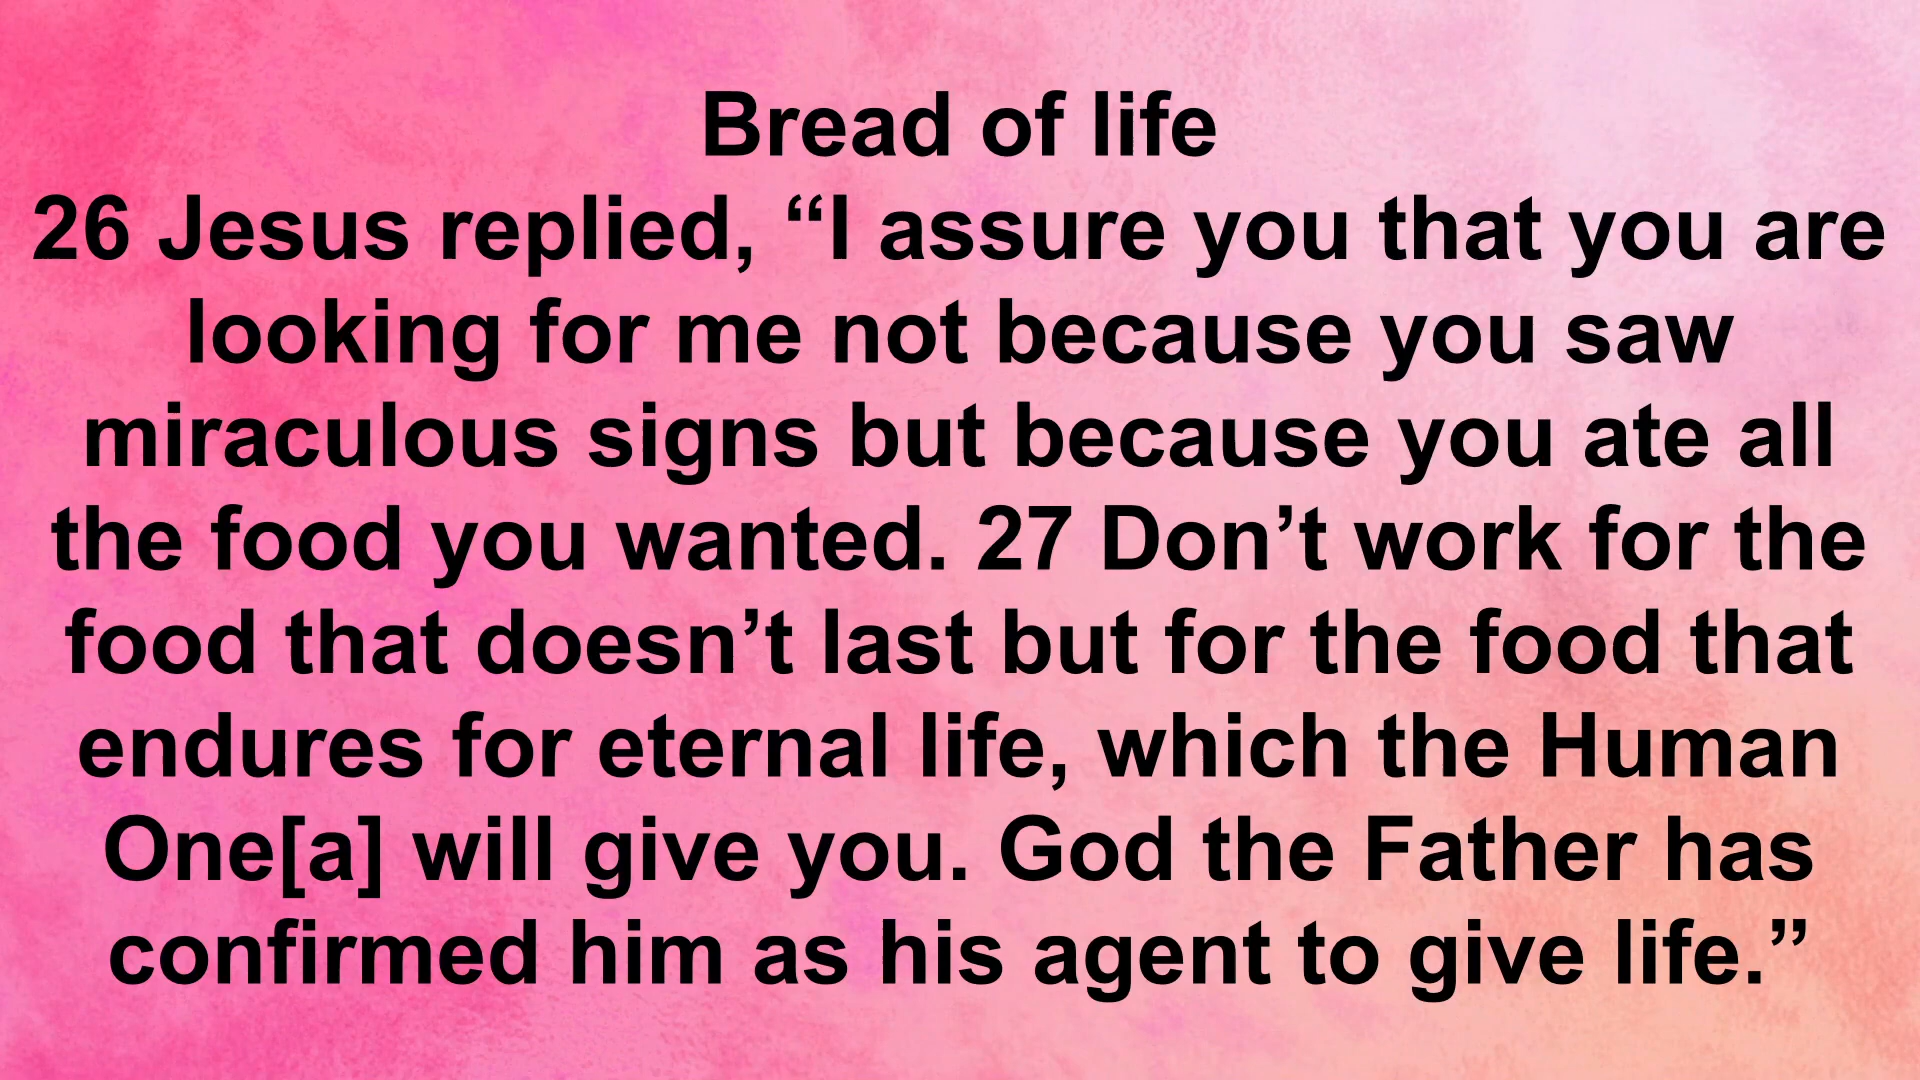 Bread of life
26 Jesus replied, “I assure you that you are
looking for me not because you saw
miraculous signs but because you ate all
the food you wanted. 27 Don’t work for the
food that doesn’t last but for the food that
endures for eternal life, which the Human
One[a] will give you. God the Father has
confirmed him as his agent to give life.”